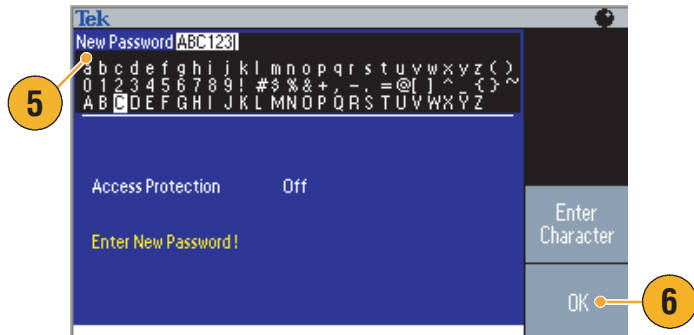 Tek
New Password ABC123
a b c d e f g h i j k l m n o p q r s t u v w x y z ( )
0 1 2 3 4 5 6 7 8 9 ! # $ % & + , - . = @ [ ] ^ _ { } ~
A B C D E F G H I J K L M N O P Q R S T U V W X Y Z
5
Access Protection Off
Enter New Password !
Enter
Character
OK
6